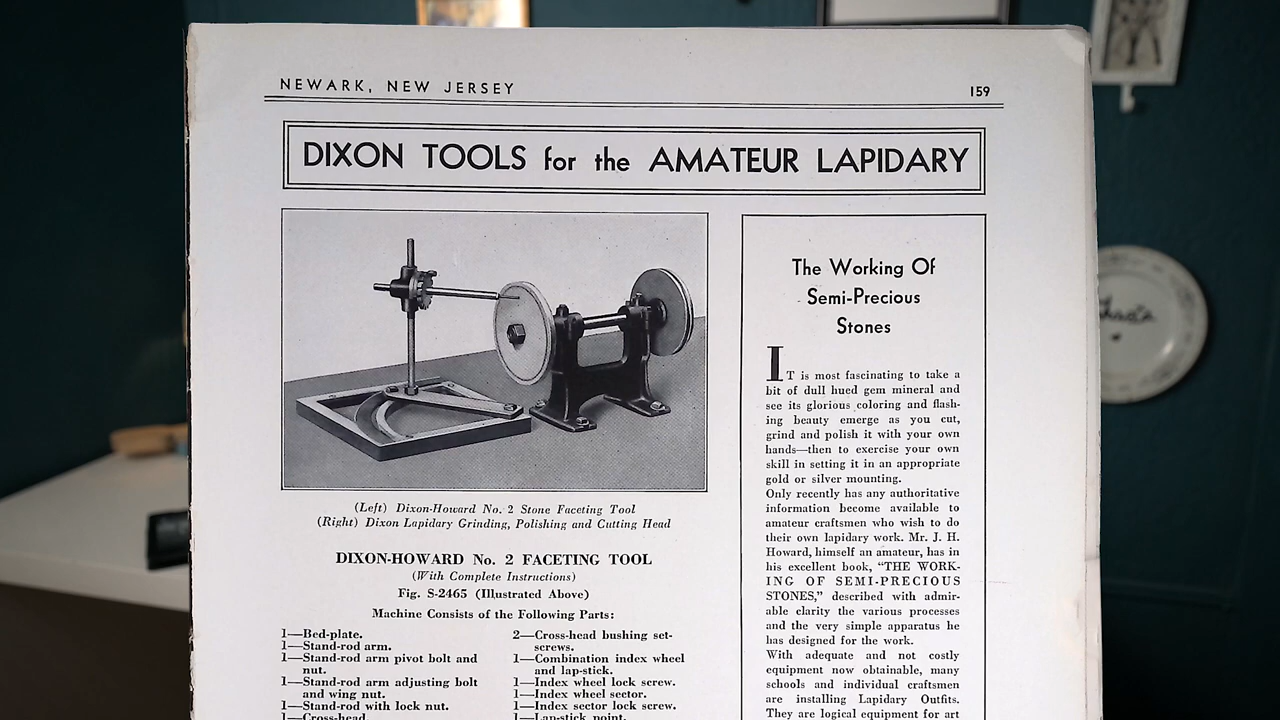 NEWARK, NEW JERSEY
159
DIXON TOOLS for the AMATEUR LAPIDARY
(Left) Dixon-Howard No. 2 Stone Faceting Tool
(Right) Dixon Lapidary Grinding, Polishing and Cutting Head
DIXON-HOWARD No. 2 FACETING TOOL
(With Complete Instructions)
Fig. S-2465 (Illustrated Above)
Machine Consists of the Following Parts:
1—Bed-plate.
1—Stand-rod arm.
1—Stand-rod arm pivot bolt and
nut.
1—Stand-rod arm adjusting bolt
and wing nut.
1—Stand-rod with lock nut.
1—Cross-head
2—Cross-head bushing set-
screws.
1—Combination index wheel
and lap-stick.
1—Index wheel lock screw.
1—Index wheel sector.
1—Index sector lock screw.
1—Lap-stick point.
The Working Of
Semi-Precious
Stones
IT is most fascinating to take a
bit of dull hued gem mineral and
see its glorious coloring and flash-
ing beauty emerge as you cut,
grind and polish it with your own
hands—then to exercise your own
skill in setting it in an appropriate
gold or silver mounting.
Only recently has any authoritative
information become available to
amateur craftsmen who wish to do
their own lapidary work. Mr. J. H.
Howard, himself an amateur, has in
his excellent book, “THE WORK-
ING OF SEMI-PRECIOUS
STONES,” described with admir-
able clarity the various processes
and the very simple apparatus he
has designed for the work.
With adequate and not costly
equipment now obtainable, many
schools and individual craftsmen
are installing Lapidary Outfits.
They are logical equipment for art